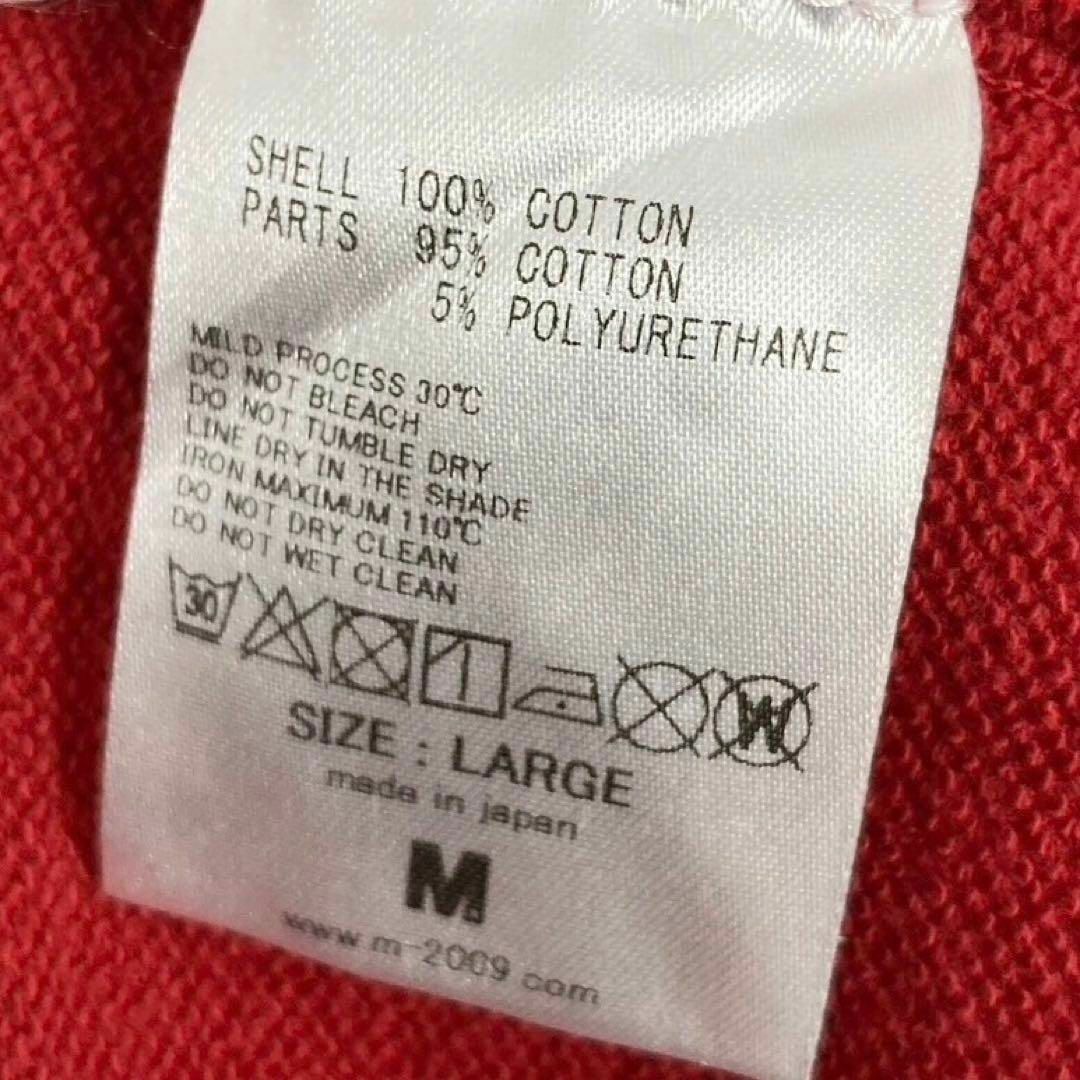 SHELL 100% COTTON
PARTS 95% COTTON
5% POLYURETHANE
MILD PROCESS 30℃
DO NOT BLEACH
DO NOT TUMBLE DRY
LINE DRY IN THE SHADE
IRON MAXIMUM 110℃
DO NOT DRY CLEAN
DO NOT WET CLEAN
30 W
SIZE : LARGE
made in japan
M
www.m-2009.com